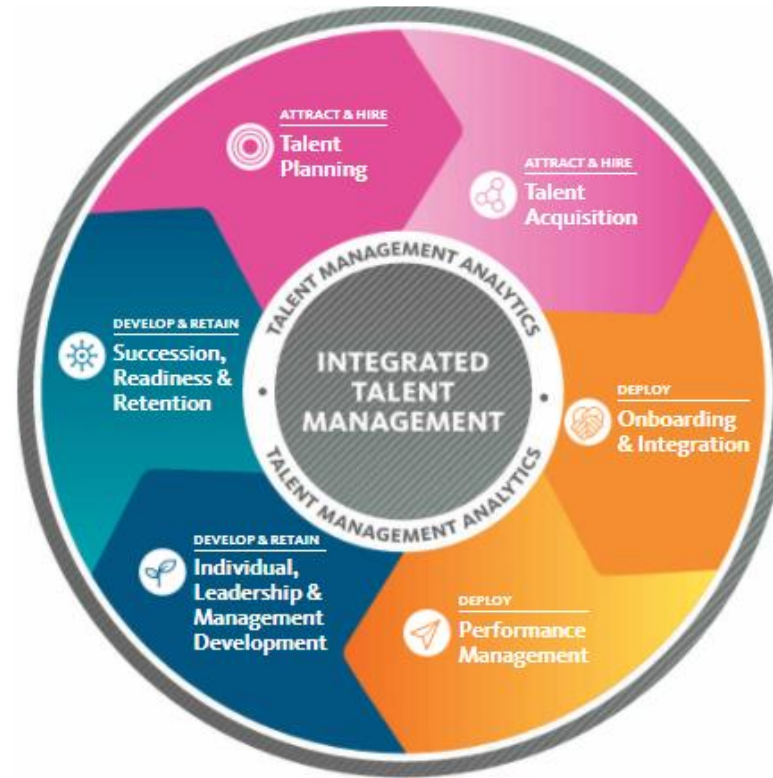 ATTRACT & HIRE
Talent
Planning
ATTRACT & HIRE
Talent
Acquisition
DEPLOY
Onboarding
& Integration
DEPLOY
Performance
Management
DEVELOP & RETAIN
Individual,
Leadership &
Management
Development
DEVELOP & RETAIN
Succession,
Readiness &
Retention
TALENT MANAGEMENT ANALYTICS
INTEGRATED
TALENT
MANAGEMENT
TALENT MANAGEMENT ANALYTICS